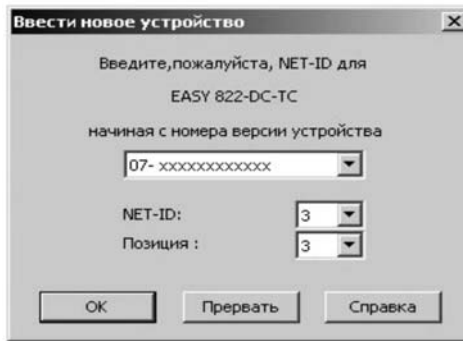 Ввести новое устройство
Введите,пожалуйста, NET-ID для
EASY 822-DC-TC
начиная с номера версии устройства
07- xxxxxxxxxxxx
NET-ID: 3
Позиция : 3
OK Прервать Справка